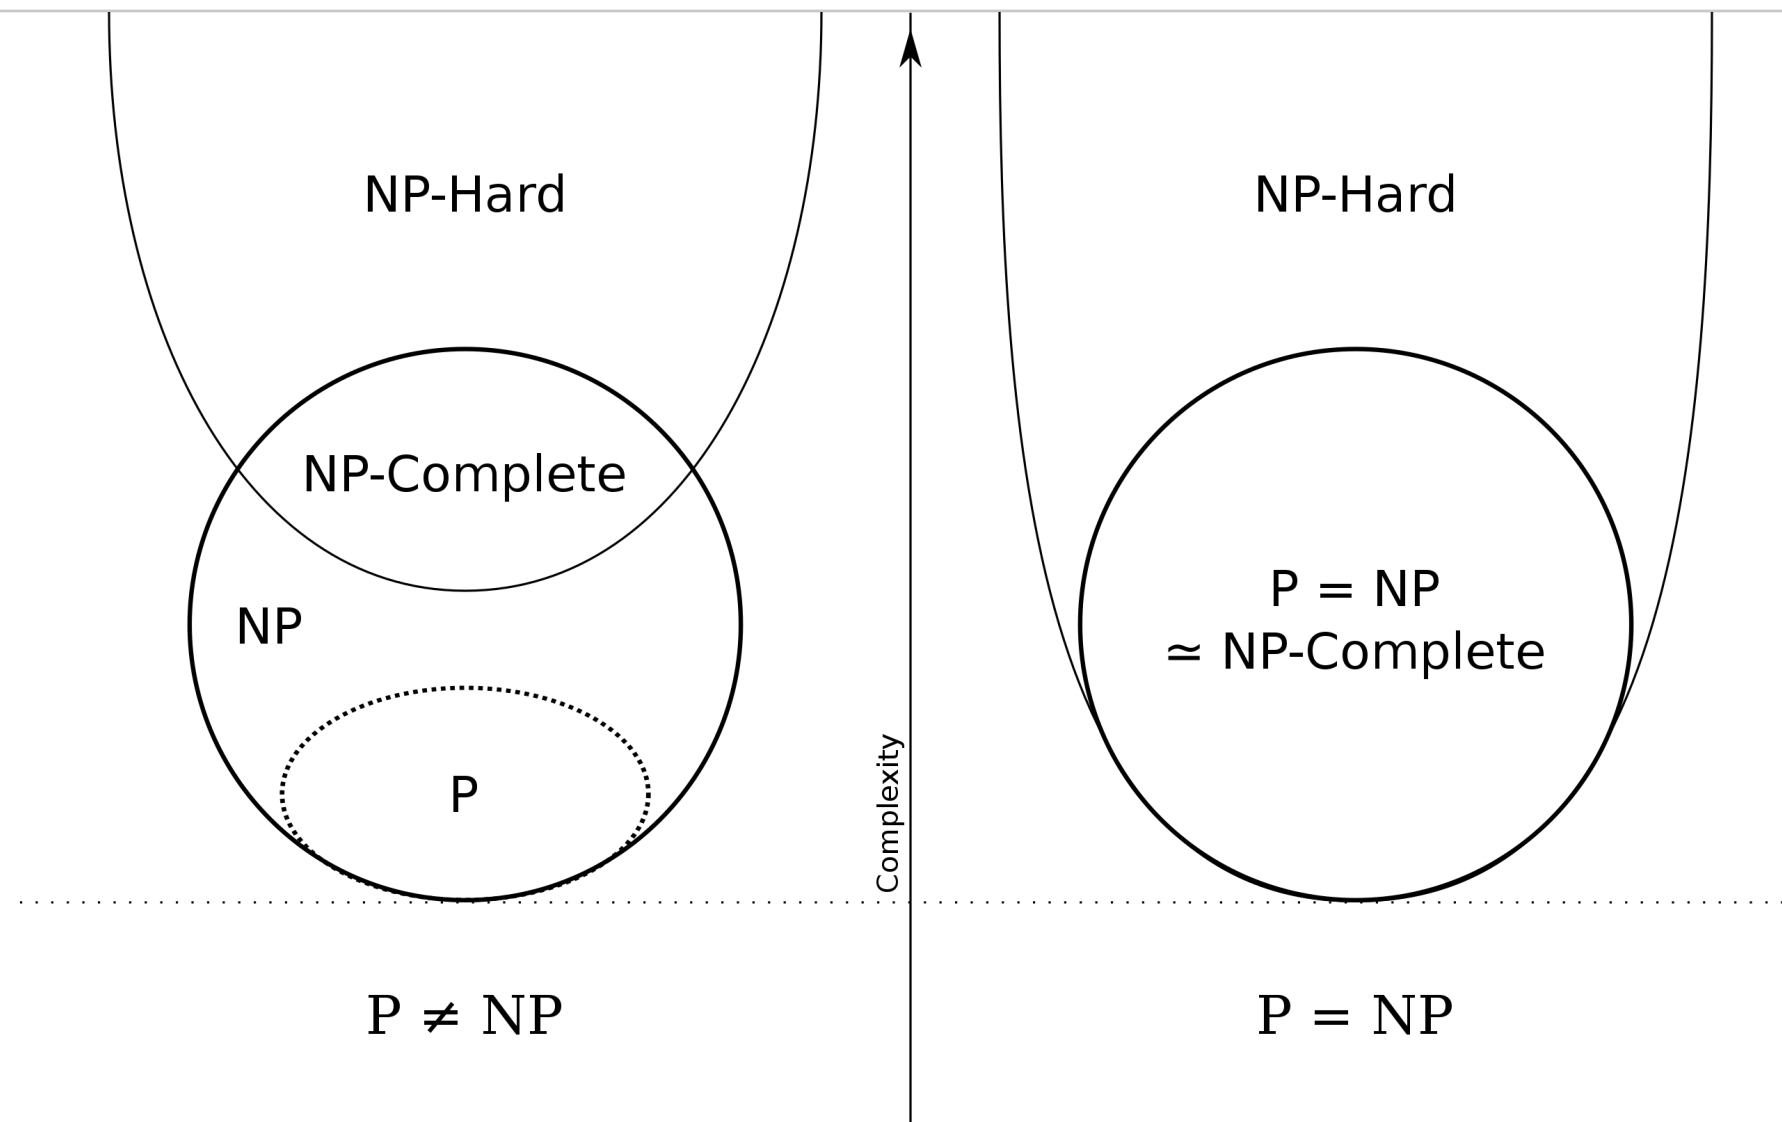 NP-Hard
NP-Complete
NP
P
P ≠ NP
Complexity
NP-Hard
P = NP
≃ NP-Complete
P = NP